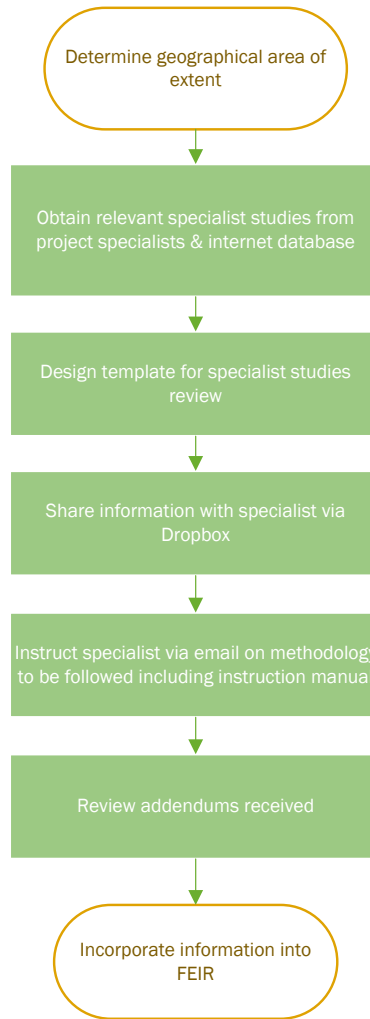 Determine geographical area of
extent
Obtain relevant specialist studies from
project specialists & internet database
Design template for specialist studies
review
Share information with specialist via
Dropbox
Instruct specialist via email on methodology
to be followed including instruction manual
Review addendums received
Incorporate information into
FEIR